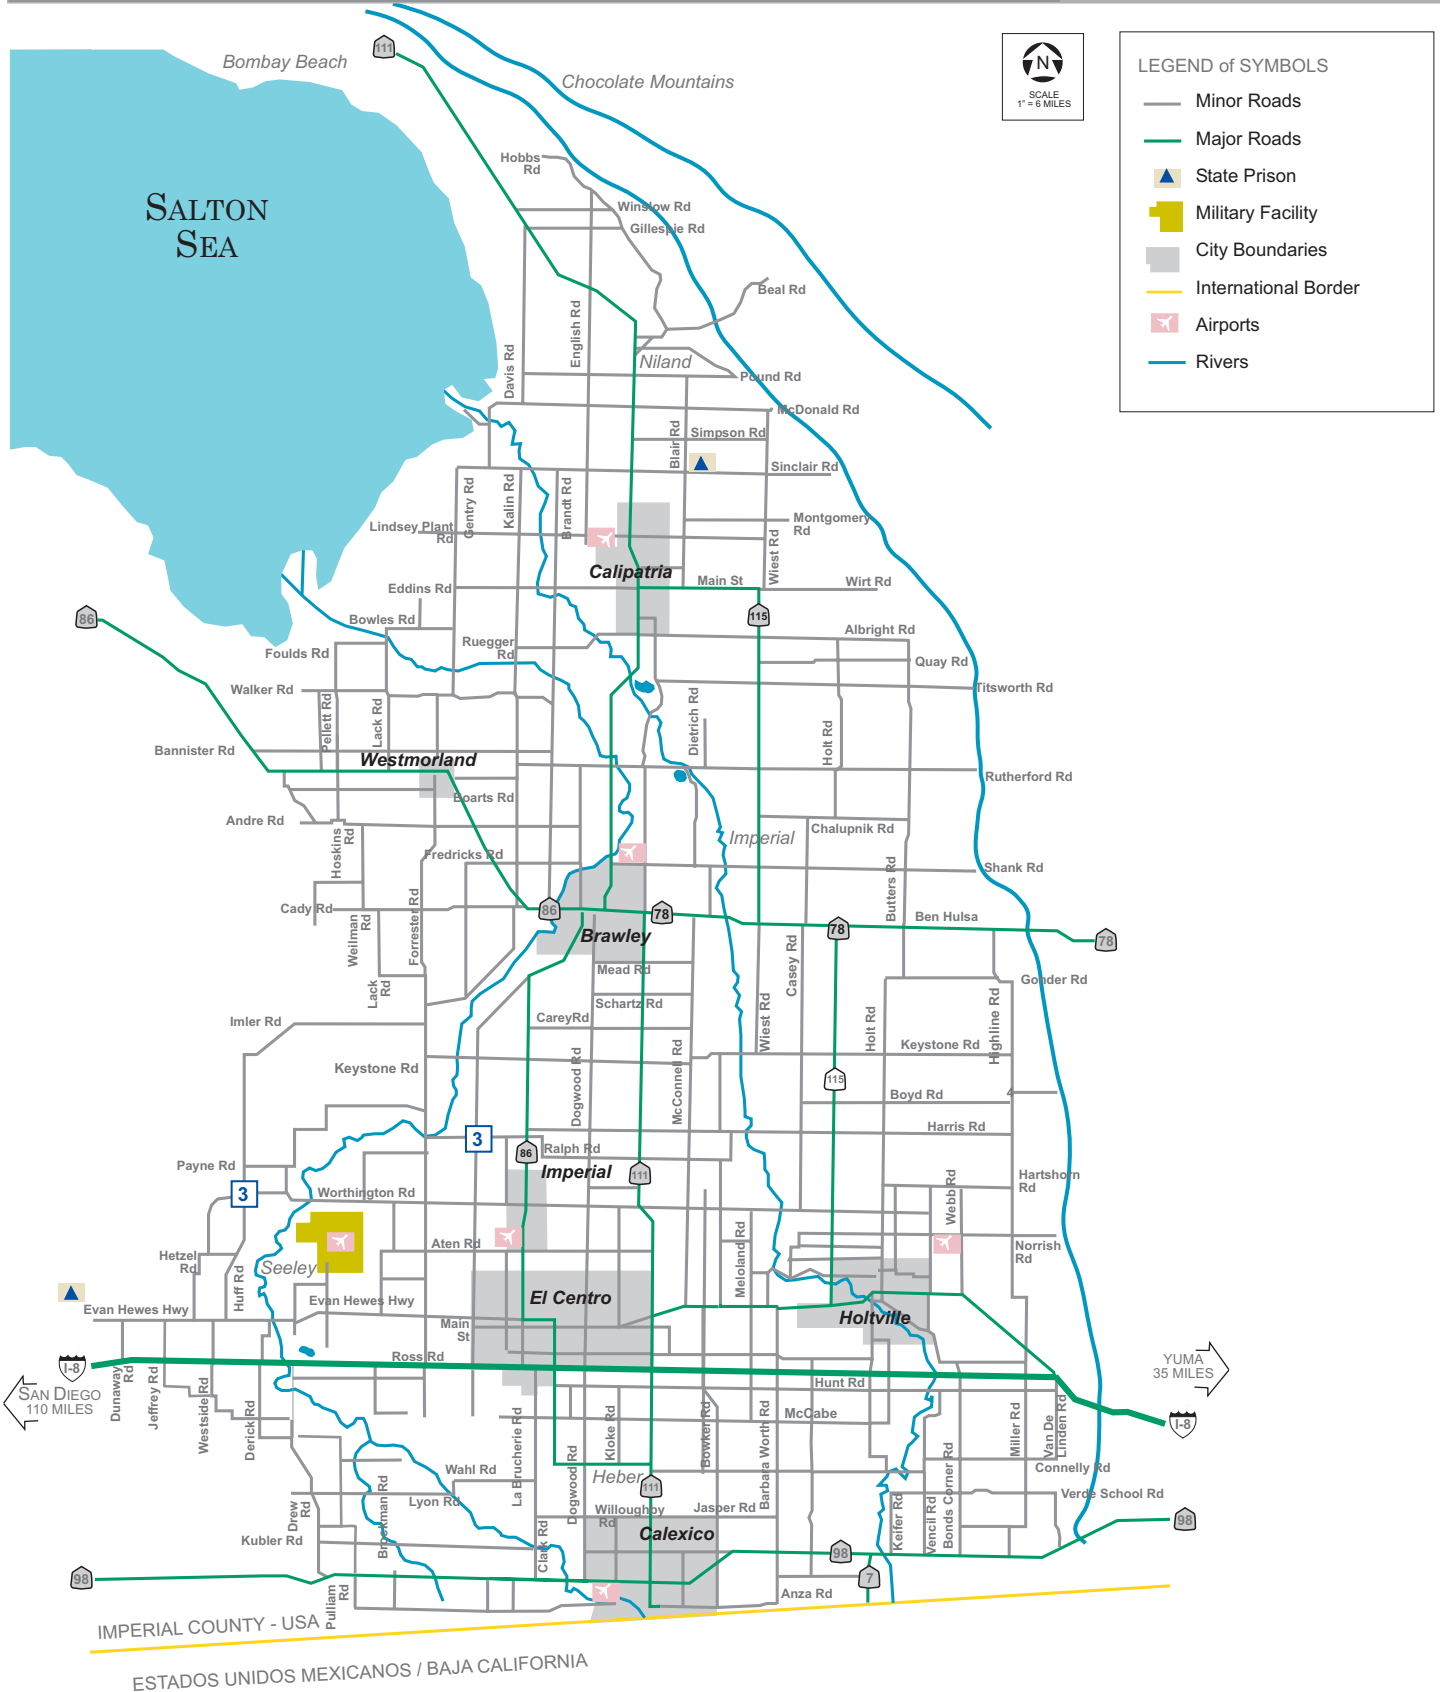 111
Bombay Beach
Chocolate Mountains
N
SCALE
1" = 6 MILES
LEGEND of SYMBOLS
Minor Roads
Major Roads
State Prison
Military Facility
City Boundaries
International Border
Airports
Rivers
SALTON
SEA
Hobbs
Rd
Winslow Rd
Gillespie Rd
Beal Rd
English Rd
Davis Rd
Niland
Pound Rd
McDonald Rd
Blair Rd
Simpson Rd
Sinclair Rd
Gentry Rd
Kalin Rd
Brandt Rd
Lindsey Plant
Rd
Montgomery
Rd
Wiest Rd
Calipatria
Main St
Wirt Rd
Eddins Rd
86
115
Bowles Rd
Albright Rd
Foulds Rd
Ruegger
Rd
Quay Rd
Walker Rd
Titsworth Rd
Pellett Rd
Lack Rd
Dietrich Rd
Holt Rd
Bannister Rd
Westmorland
Rutherford Rd
Boarts Rd
Andre Rd
Hoskins
Rd
Imperial
Chalupnik Rd
Fredricks Rd
Shank Rd
Butters Rd
Cady Rd
Weilman
Rd
Forrester Rd
86
78
78
Ben Hulsa
78
Brawley
Casey Rd
Mead Rd
Gonder Rd
Lack
Rd
Schartz Rd
Wiest Rd
Holt Rd
Highline Rd
Imler Rd
CareyRd
Keystone Rd
Keystone Rd
Dogwood Rd
McConnell Rd
115
Boyd Rd
4
Harris Rd
3
86
Ralph Rd
Payne Rd
Imperial
111
Hartshorn
Rd
3
Worthington Rd
Webb Rd
Hetzel
Rd
Huff Rd
Seeley
Aten Rd
Meloland Rd
Norrish
Rd
Evan Hewes Hwy
Evan Hewes Hwy
El Centro
Main
St
Holtville
I-8
Ross Rd
YUMA
35 MILES
SAN DIEGO
110 MILES
Dunaway
Rd
Jeffrey Rd
Westside Rd
Derick Rd
Hunt Rd
McCabe
I-8
La Brucherie Rd
Kloke Rd
Bowker Rd
Barbara Worth Rd
Miller Rd
Van De
Linden Rd
Dogwood Rd
Wahl Rd
Heber
111
Bonds Corner Rd
Connelly Rd
Verde School Rd
Drew
Rd
Brockman Rd
Lyon Rd
Willoughby
Rd
Jasper Rd
Keifer Rd
Vencil Rd
98
Kubler Rd
Clark Rd
Calexico
98
98
7
Pulliam
Rd
Anza Rd
IMPERIAL COUNTY - USA
ESTADOS UNIDOS MEXICANOS / BAJA CALIFORNIA